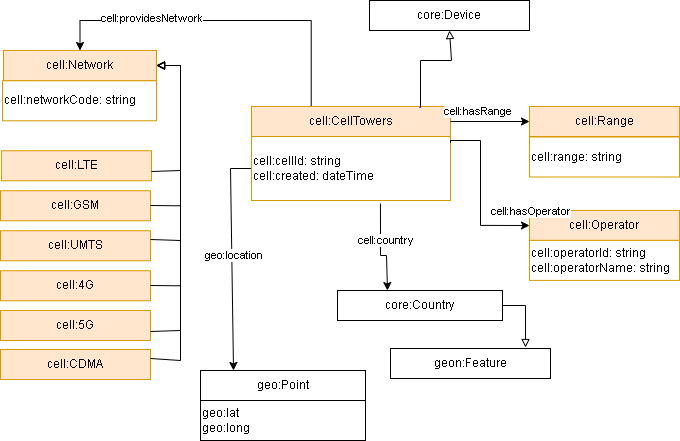 cell:providesNetwork
core:Device
cell:Network
cell:networkCode: string
cell:CellTowers
cell:cellId: string
cell:created: dateTime
cell:hasRange
cell:Range
cell:range: string
cell:LTE
cell:GSM
cell:UMTS
cell:4G
cell:5G
cell:CDMA
cell:hasOperator
cell:Operator
cell:operatorId: string
cell:operatorName: string
geo:location
cell:country
core:Country
geon:Feature
geo:Point
geo:lat
geo:long